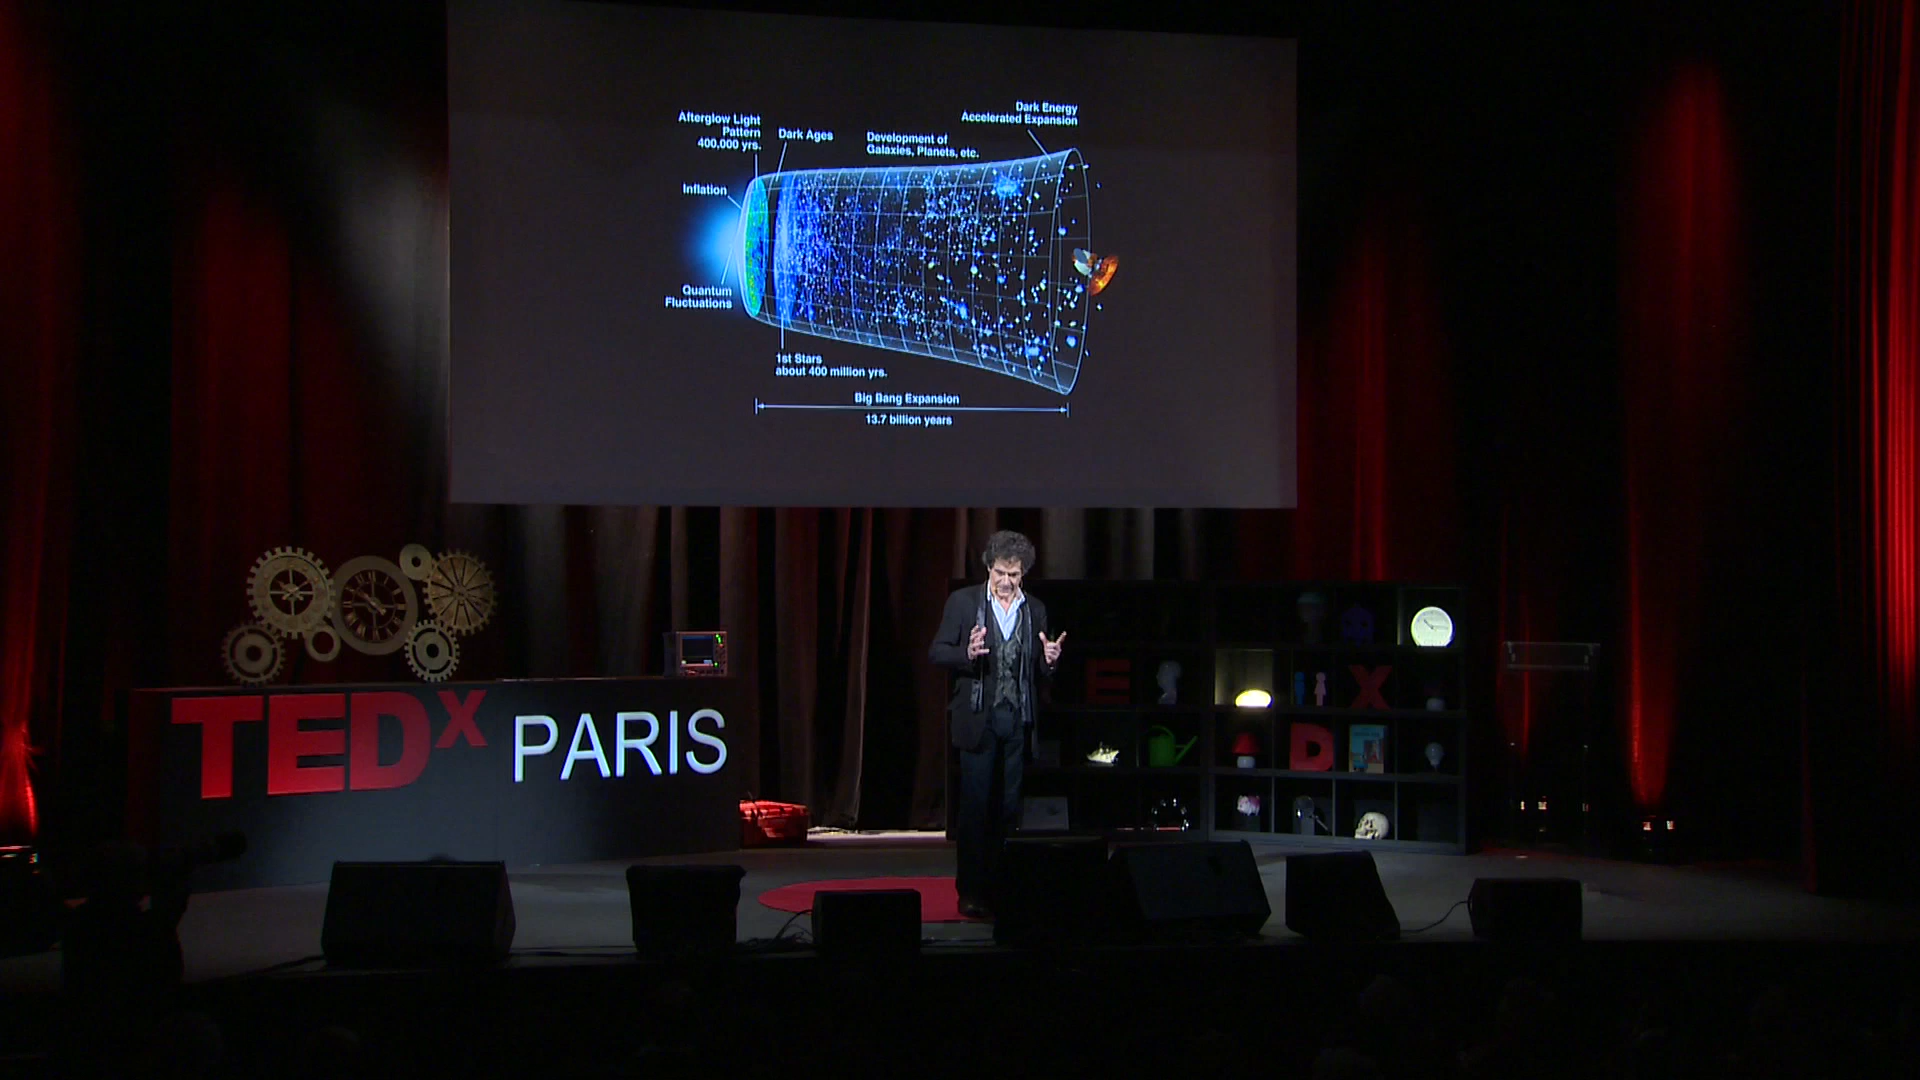 Dark Energy
Accelerated Expansion
Afterglow Light
Pattern
400,000 yrs.
Dark Ages
Development of
Galaxies, Planets, etc.
Inflation
Quantum
Fluctuations
1st Stars
about 400 million yrs.
Big Bang Expansion
13.7 billion years
TEDx PARIS
E
X
D